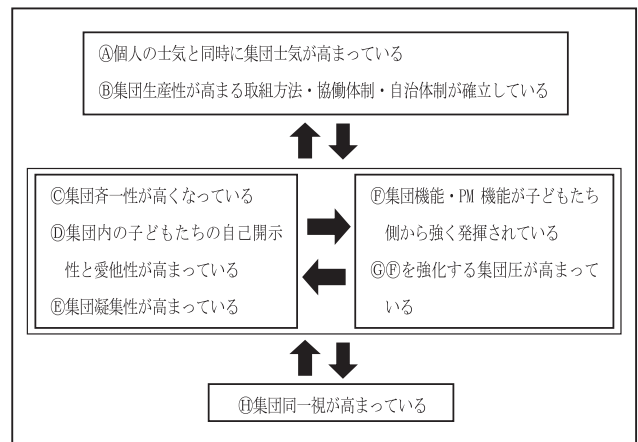 Ⓐ個人の士気と同時に集団士気が高まっている
Ⓑ集団生産性が高まる取組方法・協働体制・自治体制が確立している
Ⓒ集団斉一性が高くなっている
Ⓓ集団内の子どもたちの自己開示
性と愛他性が高まっている
Ⓔ集団凝集性が高まっている
Ⓕ集団機能・PM 機能が子どもたち
側から強く発揮されている
ⒼⒻを強化する集団圧が高まって
いる
Ⓗ集団同一視が高まっている